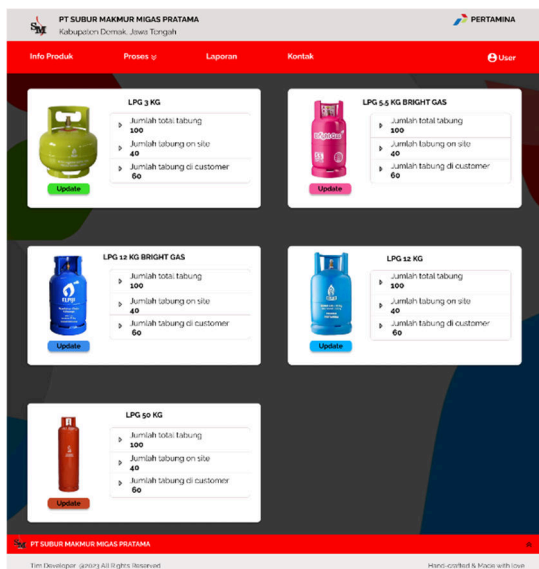 PT SUBUR MAKMUR MIGAS PRATAMA
Kabupaten Demak, Jawa Tengah
PERTAMINA
Info Produk
Proses
Laporan
Kontak
User
LPG 3 KG
Jumlah total tabung
100
Jumlah tabung on site
40
Jumlah tabung di customer
60
Update
LPG 5.5 KG BRIGHT GAS
Jumlah total tabung
100
Jumlah tabung on site
40
Jumlah tabung di customer
60
Bright Gas
Update
LPG 12 KG BRIGHT GAS
Jumlah total tabung
100
Jumlah tabung on site
40
Jumlah tabung di customer
60
ELPIJI
Update
LPG 12 KG
Jumlah total tabung
100
Jumlah tabung on site
40
Jumlah tabung di customer
60
Update
LPG 50 KG
Jumlah total tabung
100
Jumlah tabung on site
40
Jumlah tabung di customer
60
Update
PT SUBUR MAKMUR MIGAS PRATAMA
Tim Developer @2023 All Rights Reserved
Hand-crafted & Made with love